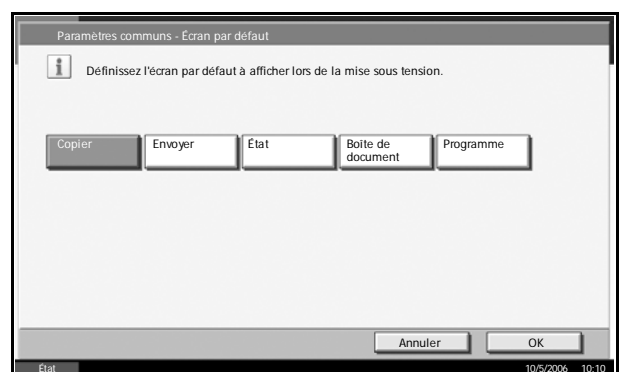 Paramètres communs - Écran par défaut
Définissez l'écran par défaut à afficher lors de la mise sous tension.
Copier
Envoyer
État
Boîte de
document
Programme
Annuler
OK
État
10/5/2006 10:10